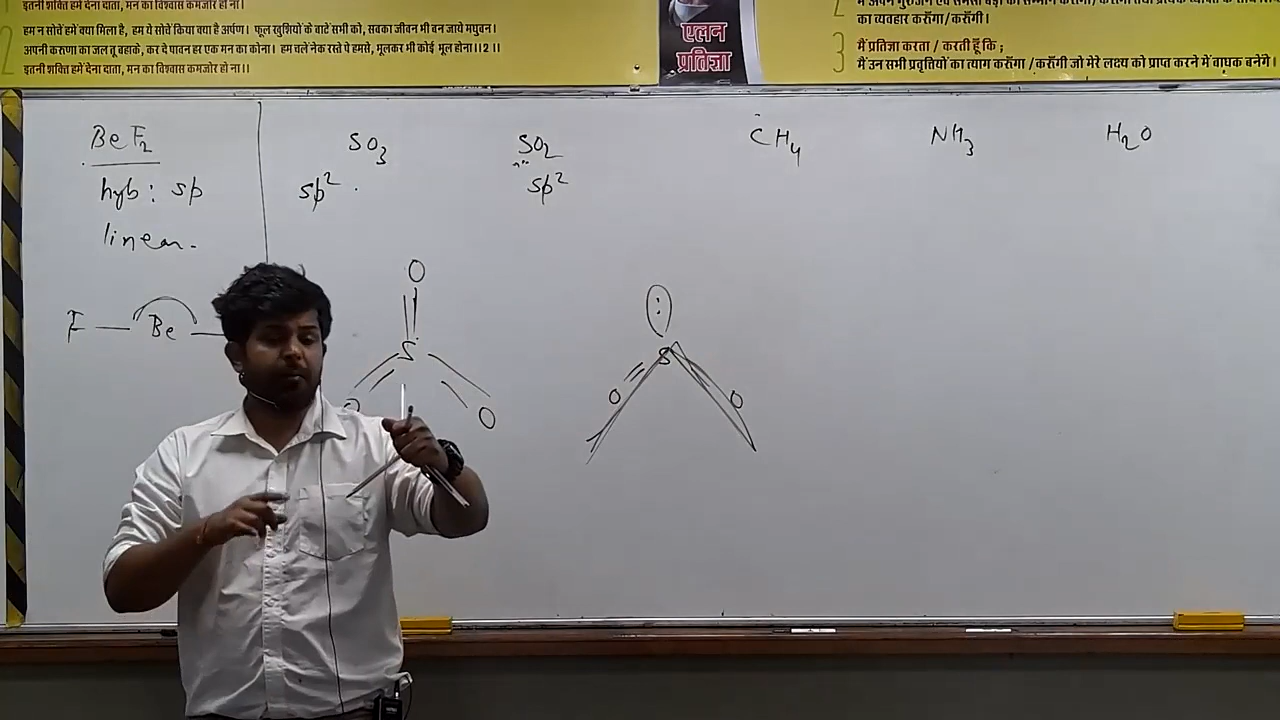 इतनी शक्ति हमें देना दाता, मन का विश्वास कमजोर हो ना।
2
हम न सोचें हमें क्या मिला है, हम ये सोचें किया क्या है अर्पण। फूल खुशियों के बाटें सभी को, सबका जीवन भी बन जाये मधुबन।
अपनी करुणा का जल तू बहाके, कर दे पावन हर एक मन का कोना। हम चलें नेक रस्ते पे हमसे, भूलकर भी कोई भूल होना।।2।।
इतनी शक्ति हमें देना दाता, मन का विश्वास कमजोर हो ना।।
एलन
प्रतिज्ञा
2
का व्यवहार करूँगा/करूँगी।
3
मैं प्रतिज्ञा करता / करती हूँ कि ;
मैं उन सभी प्रवृत्तियों का त्याग करूँगा /करूँगी जो मेरे लक्ष्य को प्राप्त करने में बाधक बनेंगे।
BeF2
hyb: sp
linear.
F — Be —
SO3
sp2.
O
S
O
O
SO2
sp2
:
S
O
O
CH4
NH3
H2O